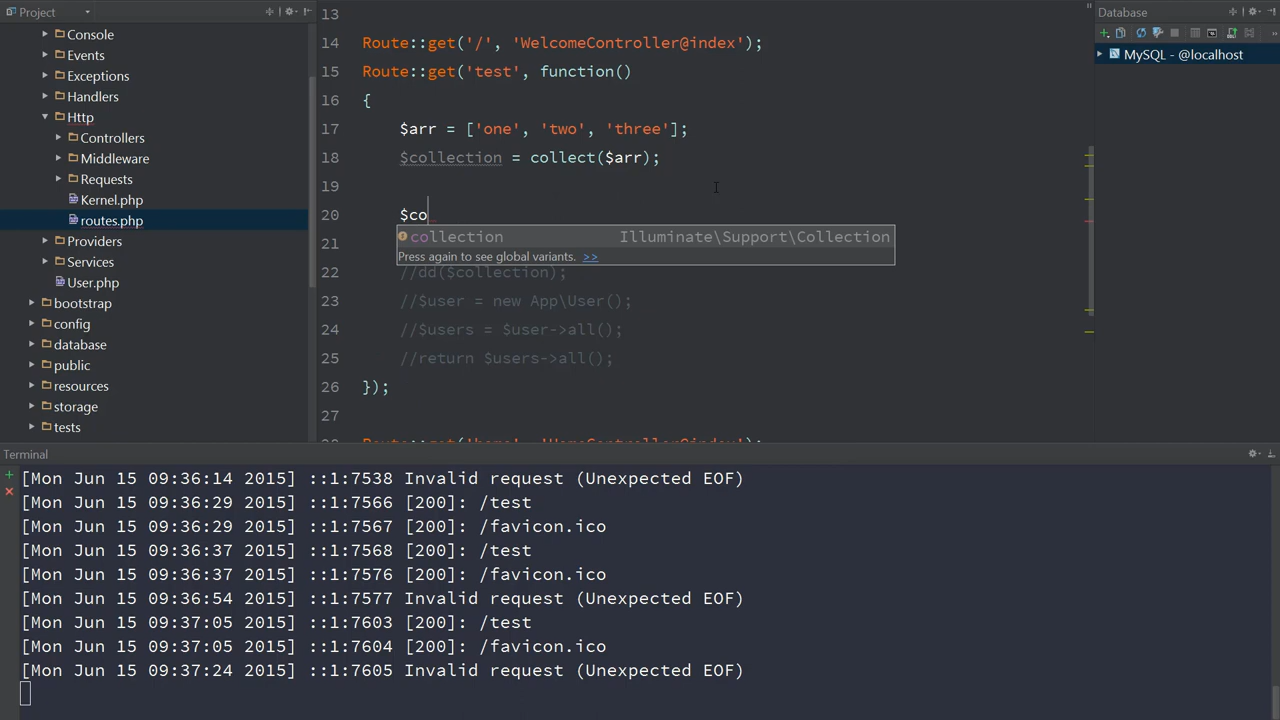 Project
Console
Events
Exceptions
Handlers
Http
Controllers
Middleware
Requests
Kernel.php
routes.php
Providers
Services
User.php
bootstrap
config
database
public
resources
storage
tests
13
14 Route::get('/', 'WelcomeController@index');
15 Route::get('test', function()
16 {
17 $arr = ['one', 'two', 'three'];
18 $collection = collect($arr);
19
20 $co
collection Illuminate\Support\Collection
21 Press again to see global variants. >>
22 //dd($collection);
23 //$user = new App\User();
24 //$users = $user->all();
25 //return $users->all();
26 });
27
Route::get('home', 'HomeController@index');
Database
MySQL - @localhost
Terminal
[Mon Jun 15 09:36:14 2015] ::1:7538 Invalid request (Unexpected EOF)
[Mon Jun 15 09:36:29 2015] ::1:7566 [200]: /test
[Mon Jun 15 09:36:29 2015] ::1:7567 [200]: /favicon.ico
[Mon Jun 15 09:36:37 2015] ::1:7568 [200]: /test
[Mon Jun 15 09:36:37 2015] ::1:7576 [200]: /favicon.ico
[Mon Jun 15 09:36:54 2015] ::1:7577 Invalid request (Unexpected EOF)
[Mon Jun 15 09:37:05 2015] ::1:7603 [200]: /test
[Mon Jun 15 09:37:05 2015] ::1:7604 [200]: /favicon.ico
[Mon Jun 15 09:37:24 2015] ::1:7605 Invalid request (Unexpected EOF)